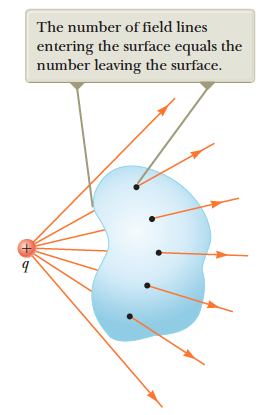 The number of field lines
entering the surface equals the
number leaving the surface.
+
q